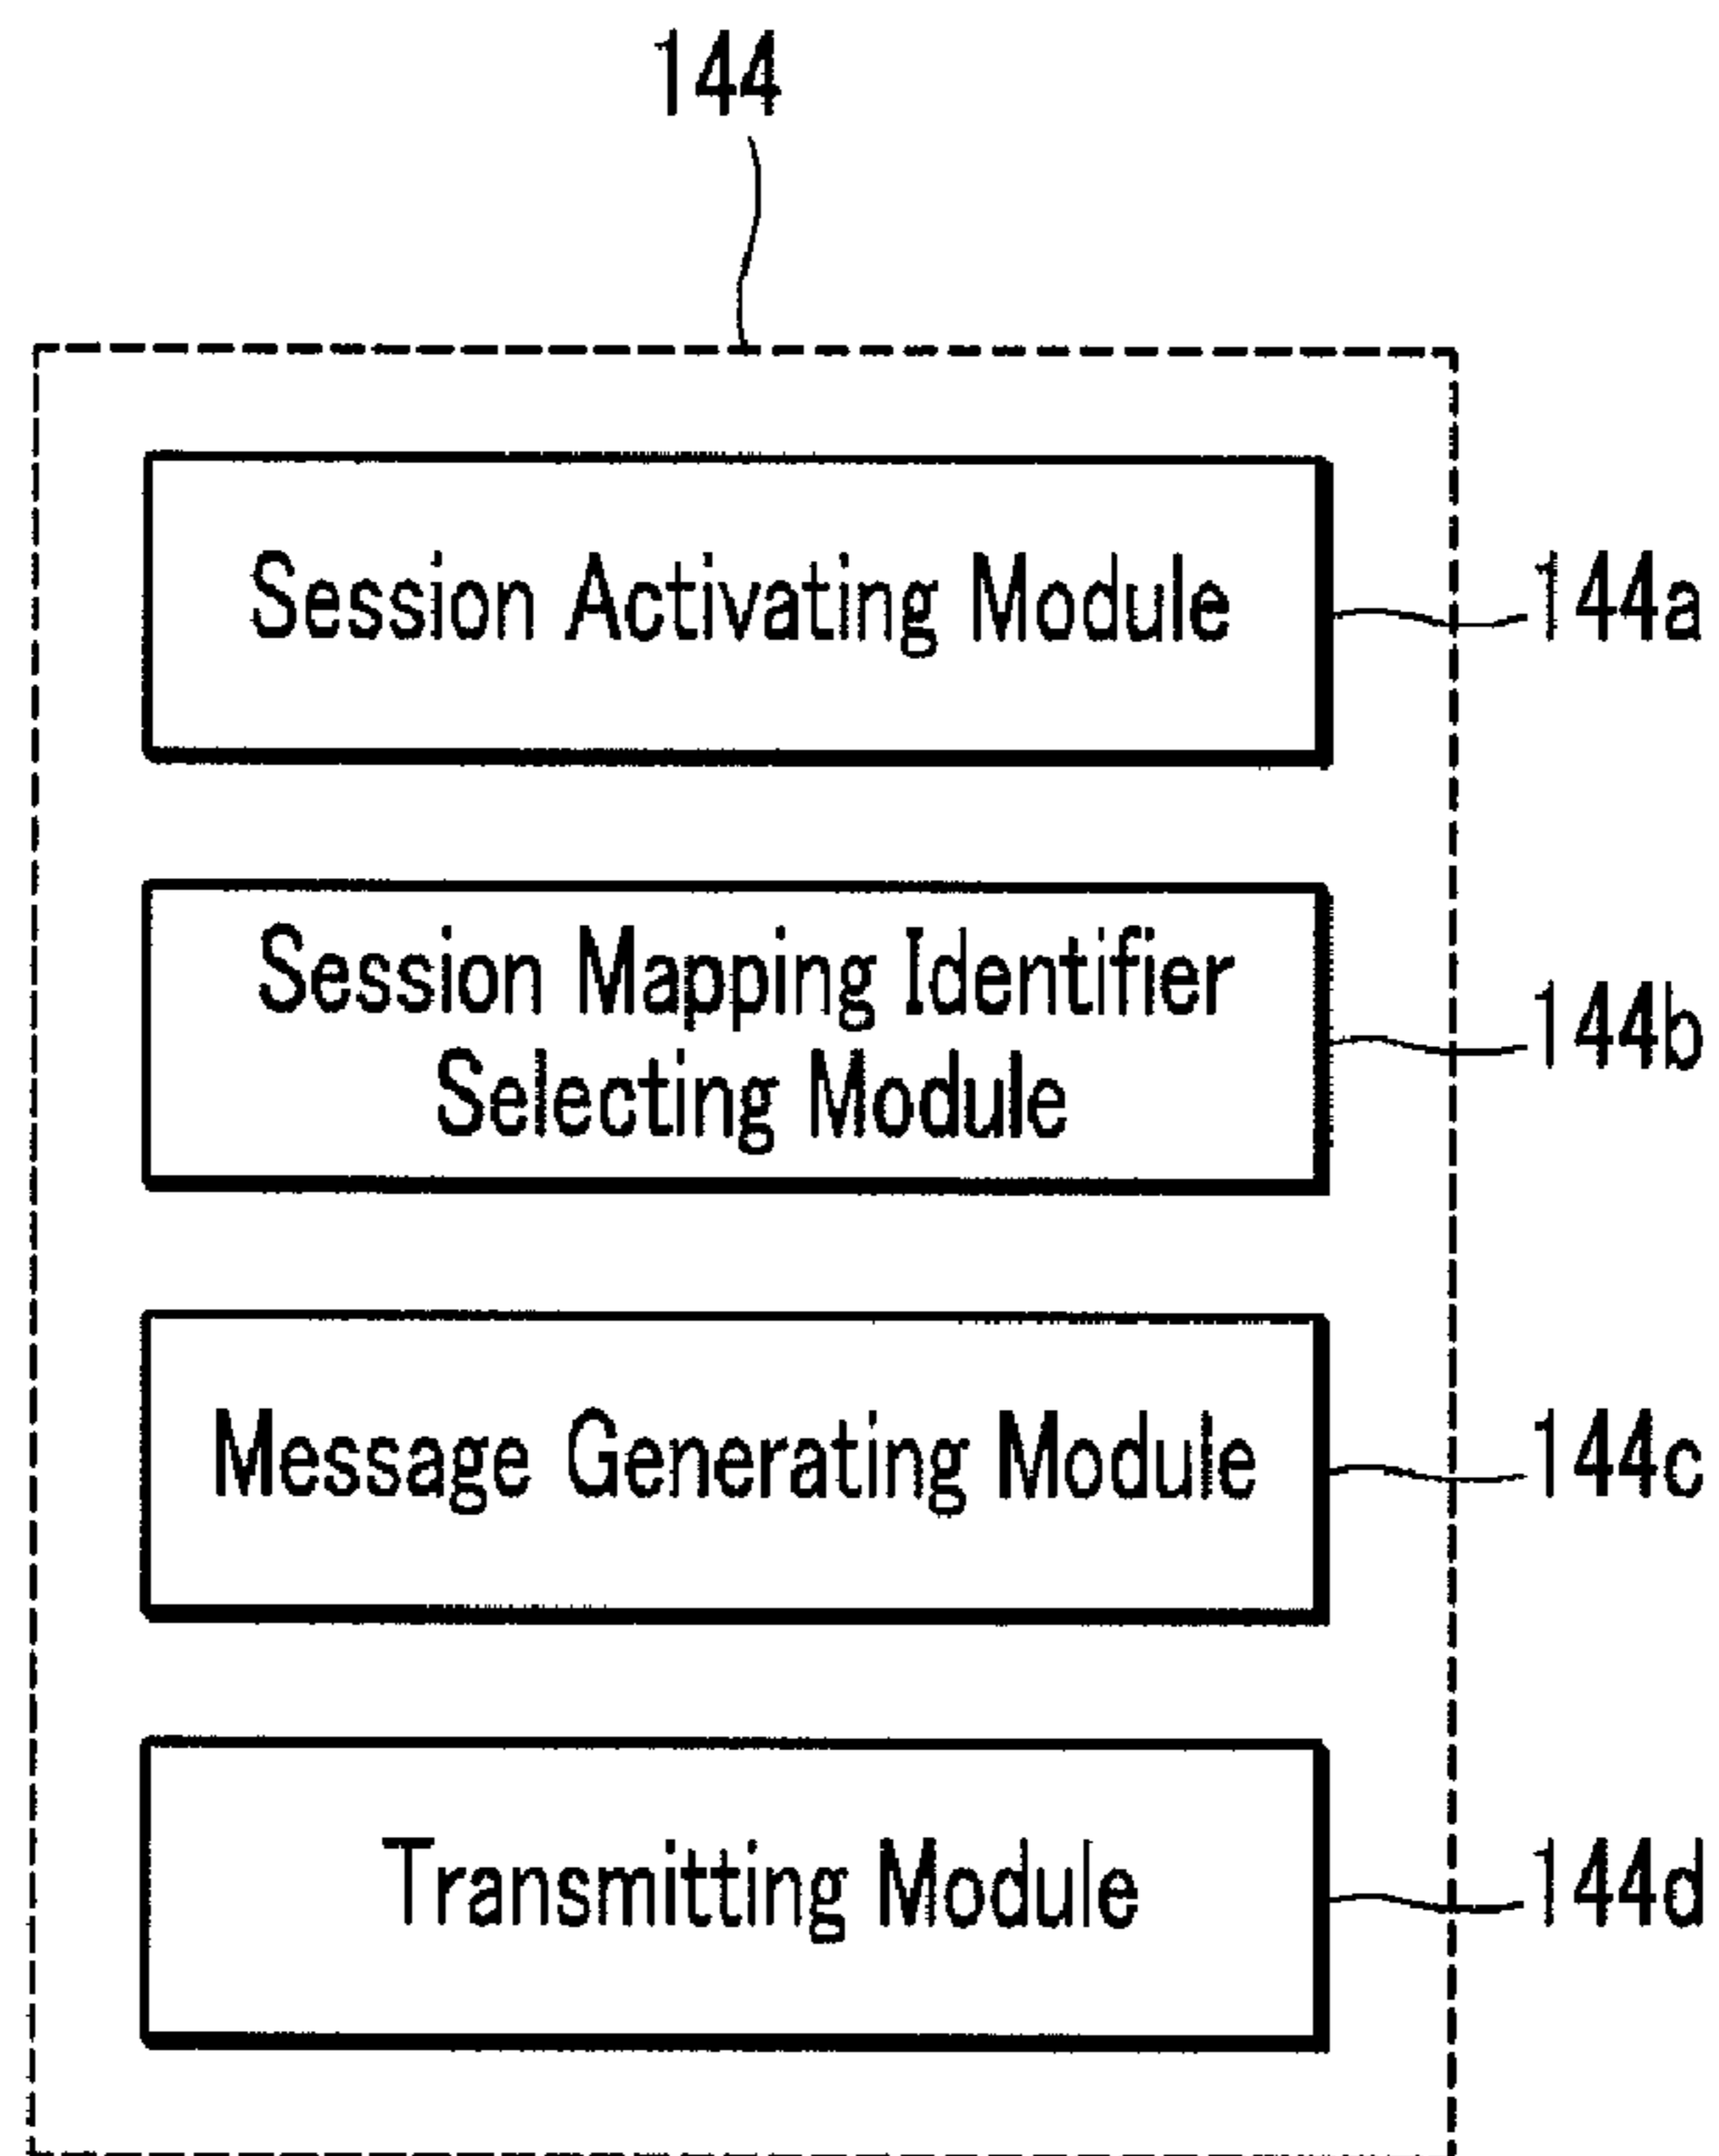 144
Session Activating Module
144a
Session Mapping Identifier
Selecting Module
144b
Message Generating Module
144c
Transmitting Module
144d